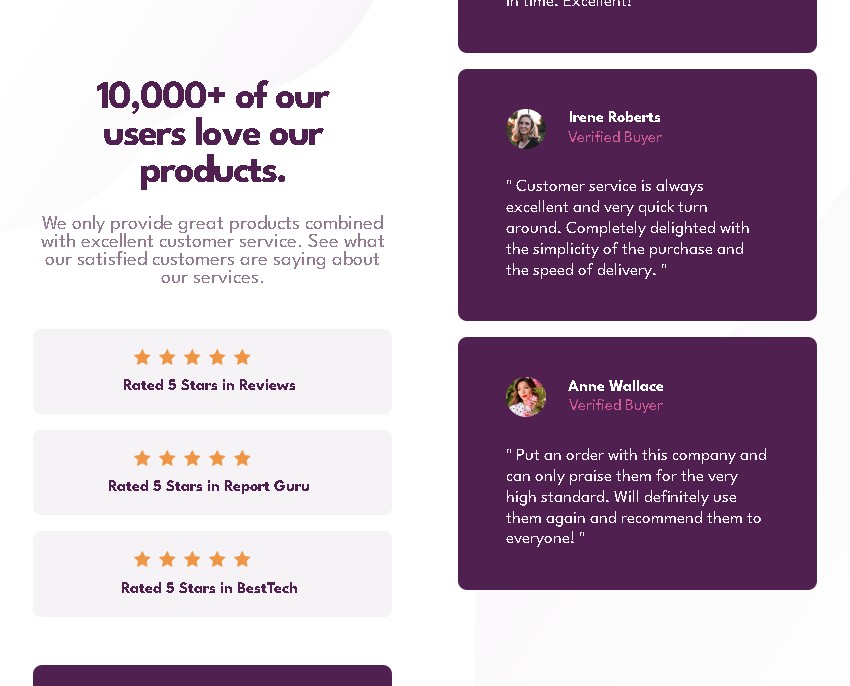 10,000+ of our
users love our
products.
We only provide great products combined
with excellent customer service. See what
our satisfied customers are saying about
our services.
Rated 5 Stars in Reviews
Rated 5 Stars in Report Guru
Rated 5 Stars in BestTech
in time. Excellent!
Irene Roberts
Verified Buyer
" Customer service is always
excellent and very quick turn
around. Completely delighted with
the simplicity of the purchase and
the speed of delivery. "
Anne Wallace
Verified Buyer
" Put an order with this company and
can only praise them for the very
high standard. Will definitely use
them again and recommend them to
everyone! "